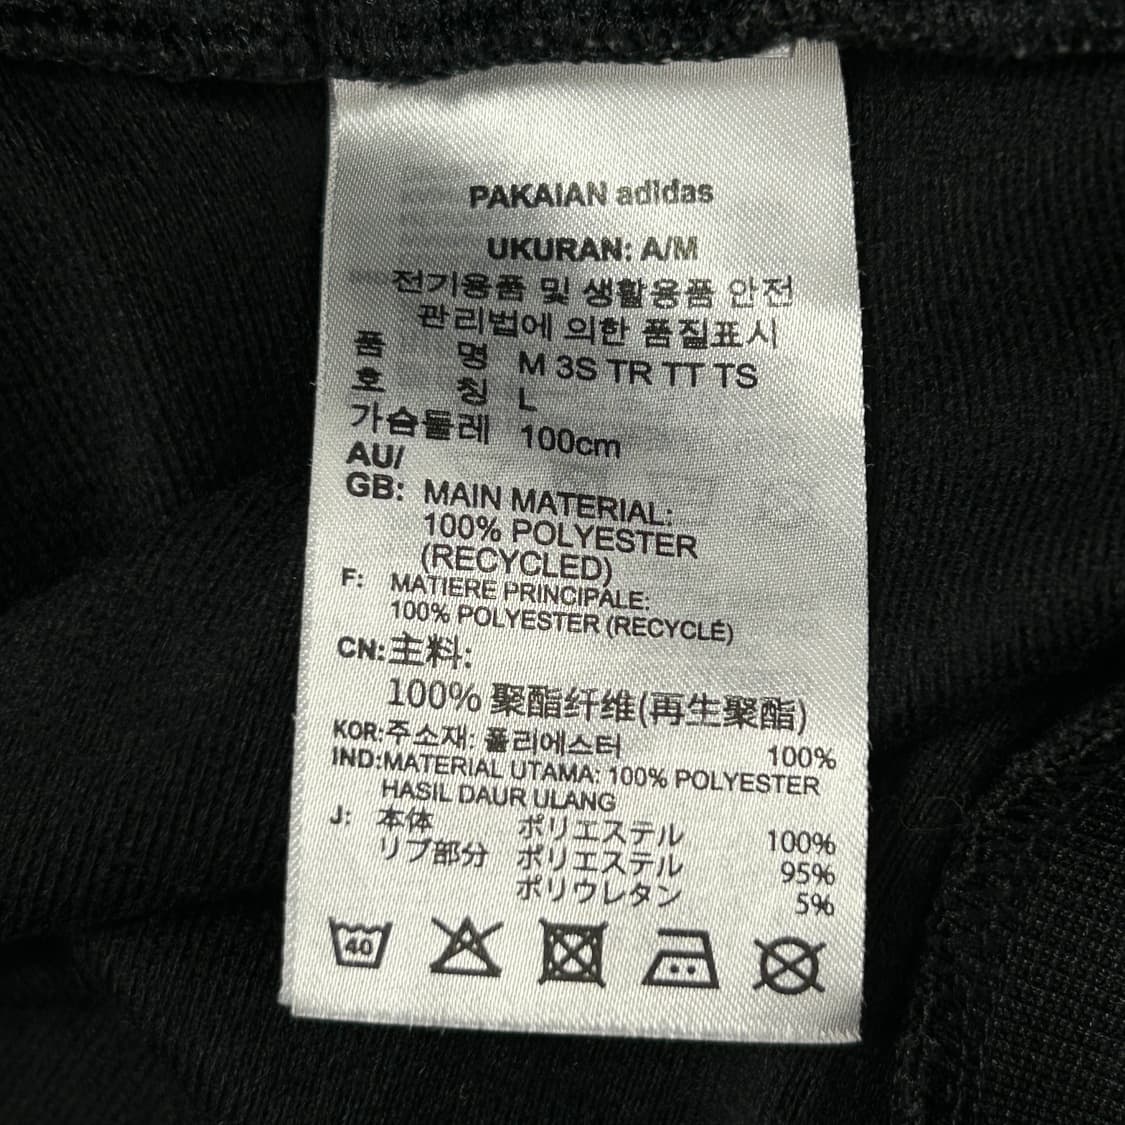 PAKAIAN adidas
UKURAN: A/M
전기용품 및 생활용품 안전
관리법에 의한 품질표시
품 명 M 3S TR TT TS
호 칭 L
가슴둘레 100cm
AU/
GB: MAIN MATERIAL:
100% POLYESTER
(RECYCLED)
F: MATIERE PRINCIPALE:
100% POLYESTER (RECYCLÉ)
CN:主料:
100% 聚酯纤维(再生聚酯)
KOR:주소재: 폴리에스터 100%
IND:MATERIAL UTAMA: 100% POLYESTER
HASIL DAUR ULANG
J: 本体 ポリエステル 100%
リブ部分 ポリエステル 95%
ポリウレタン 5%
40